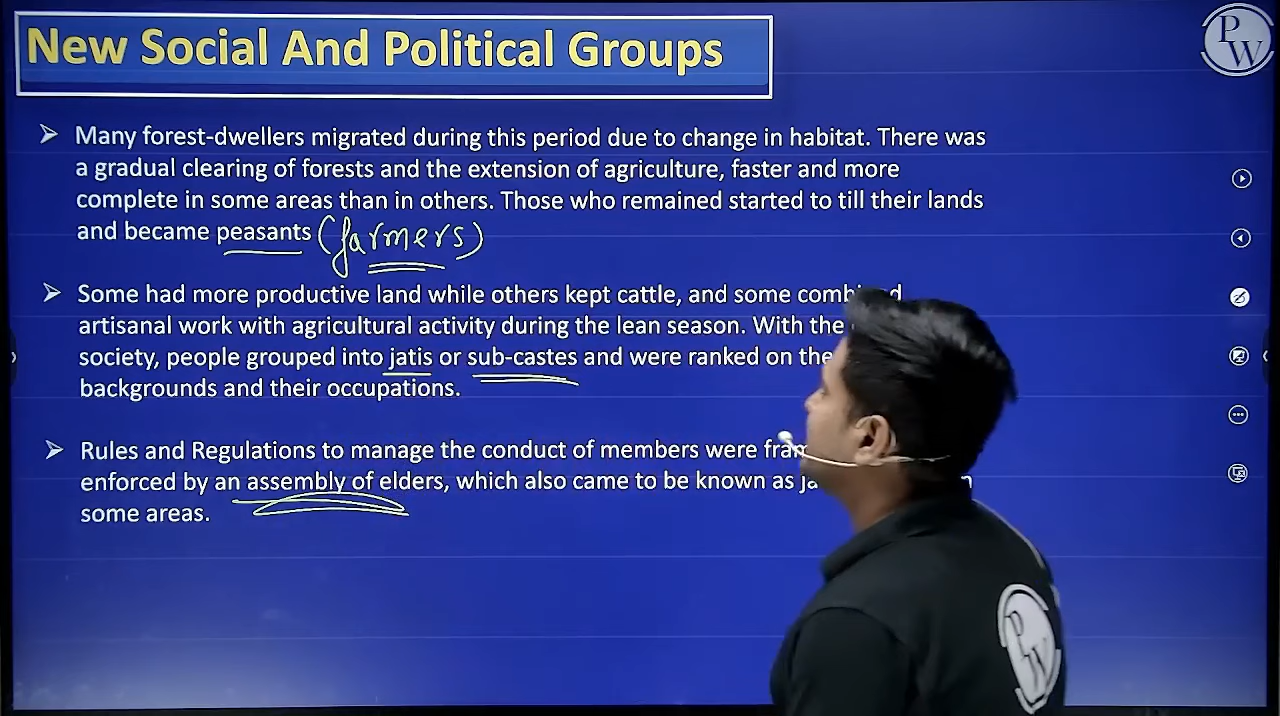 New Social And Political Groups
PW
Many forest-dwellers migrated during this period due to change in habitat. There was
a gradual clearing of forests and the extension of agriculture, faster and more
complete in some areas than in others. Those who remained started to till their lands
and became peasants (farmers)
Some had more productive land while others kept cattle, and some
artisanal work with agricultural activity during the lean season. With the
society, people grouped into jatis or sub-castes and were ranked on the
backgrounds and their occupations.
Rules and Regulations to manage the conduct of members were
enforced by an assembly of elders, which also came to be known as
some areas.
PW